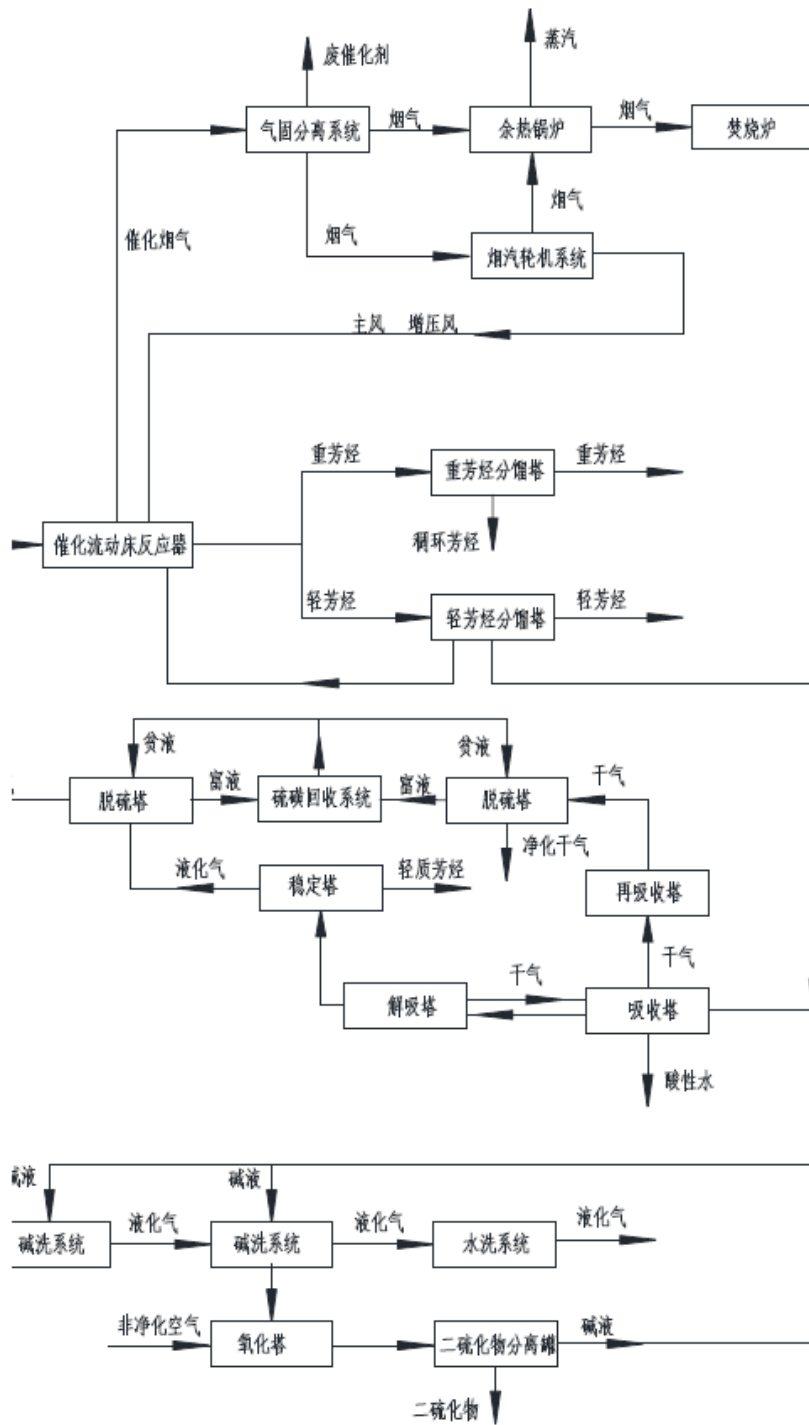 蒸汽
废催化剂
气固分离系统
烟气
余热锅炉
烟气
焚烧炉
烟气
催化烟气
烟气
烟汽轮机系统
主风 增压风
重芳烃
重芳烃分馏塔
重芳烃
催化流动床反应器
稠环芳烃
轻芳烃
轻芳烃分馏塔
轻芳烃
贫液
贫液
脱硫塔
富液
硫磺回收系统
富液
脱硫塔
干气
净化干气
液化气
稳定塔
轻质芳烃
再吸收塔
干气
干气
解吸塔
吸收塔
酸性水
碱液
碱液
碱洗系统
液化气
碱洗系统
液化气
水洗系统
液化气
非净化空气
氧化塔
二硫化物分离罐
碱液
二硫化物